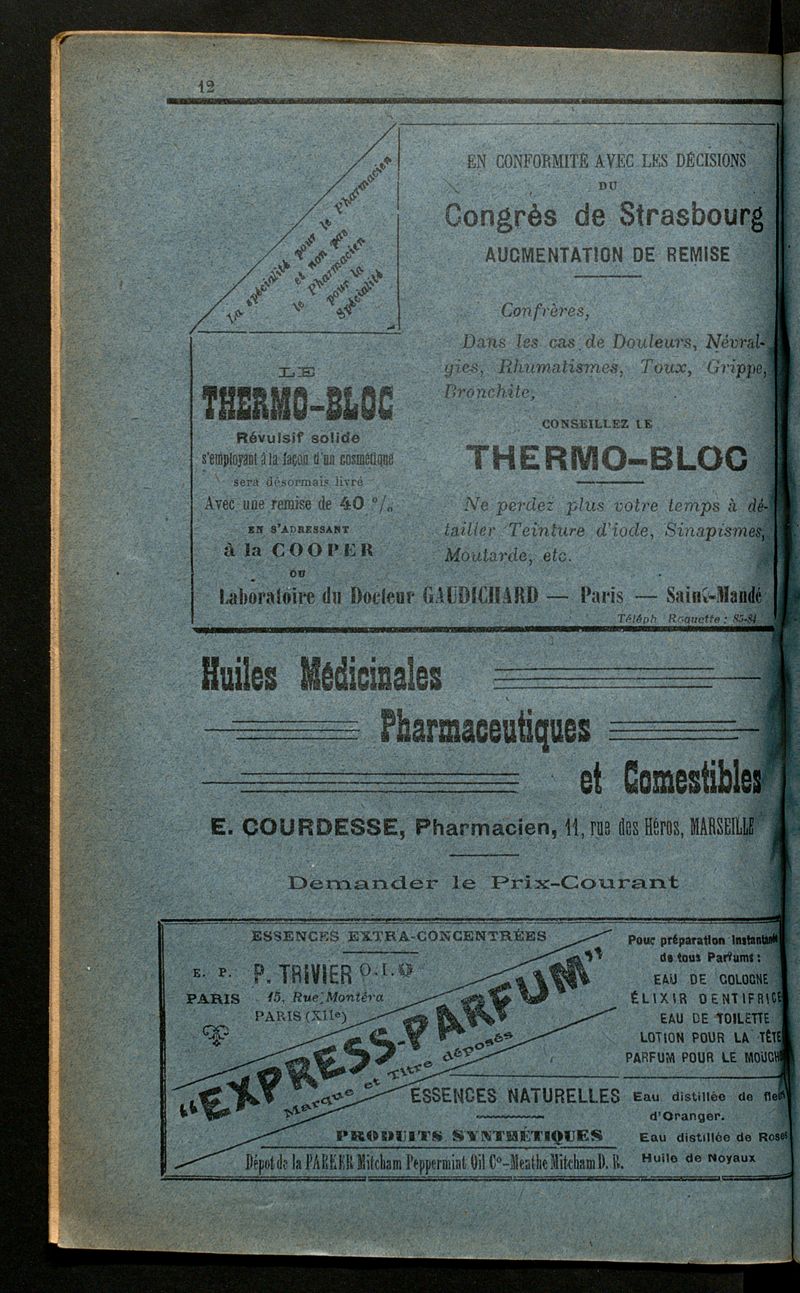 12
La spécialité pour le Pharmacien
et non pas
le Pharmacien
pour la
Spécialité
EN CONFORMITÉ AVEC LES DÉCISIONS
DU
Congrès de Strasbourg
AUGMENTATION DE REMISE
Confrères,
Dans les cas de Douleurs, Névral-
gies, Rhumatismes, Toux, Grippe,
Bronchite,
CONSEILLEZ LE
THERMO-BLOC
Ne perdez plus votre temps à dé-
tailler Teinture d'iode, Sinapismes,
Moutarde, etc.
LE
THERMO-BLOC
Révulsif solide
s'employant à la façon d'un cosmétique
sera désormais livré
Avec une remise de 40 %
EN S'ADRESSANT
à la COOPER
OU
Laboratoire du Docteur GAUDICHARD — Paris — Saint-Mandé
Téléph. Roquette : 85-81
Huiles Médicinales
Pharmaceutiques
et Comestibles
E. COURDESSE, Pharmacien, 11, rue des Héros, MARSEILLE
Demander le Prix-Courant
ESSENCES EXTRA-CONCENTRÉES
E. P.
PARIS
P. TRIVIER O.I.
15, Rue Montéra
PARIS (XIIe)
"EXPRESS-PARFUM"
Marque et Titre déposés
Pour préparation
de tous Parfums :
EAU DE COLOGNE
ÉLIXIR DENTIFRICE
EAU DE TOILETTE
LOTION POUR LA TÊTE
PARFUM POUR LE
ESSENCES NATURELLES
PRODUITS SYNTHÉTIQUES
Dépôt de la PARKER Mitcham Peppermint Oil Cº-Menthe Mitcham D. R.
Eau distillée de
d'Oranger.
Eau distillée de Roses
Huile de Noyaux